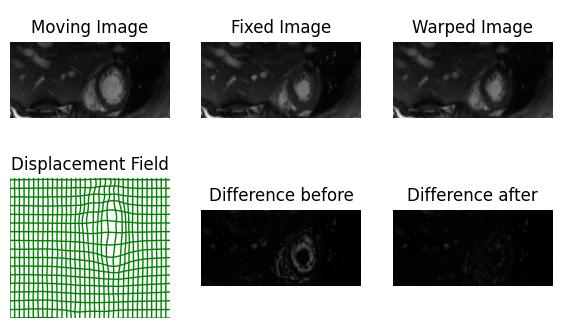 Moving Image
Fixed Image
Warped Image
Displacement Field
Difference before
Difference after